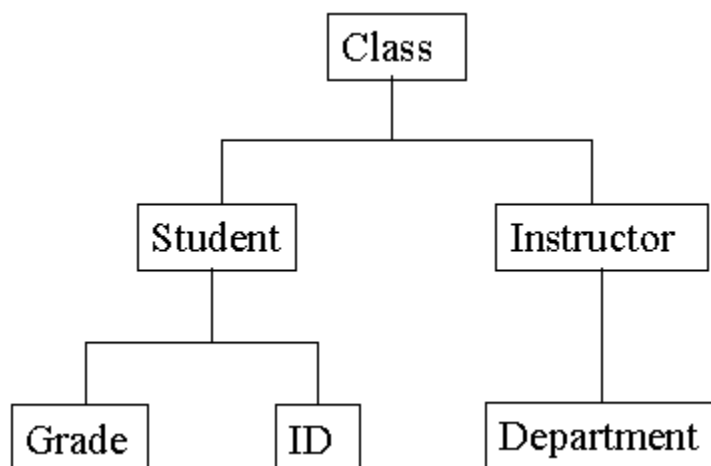 Class
Student
Instructor
Grade
ID
Department